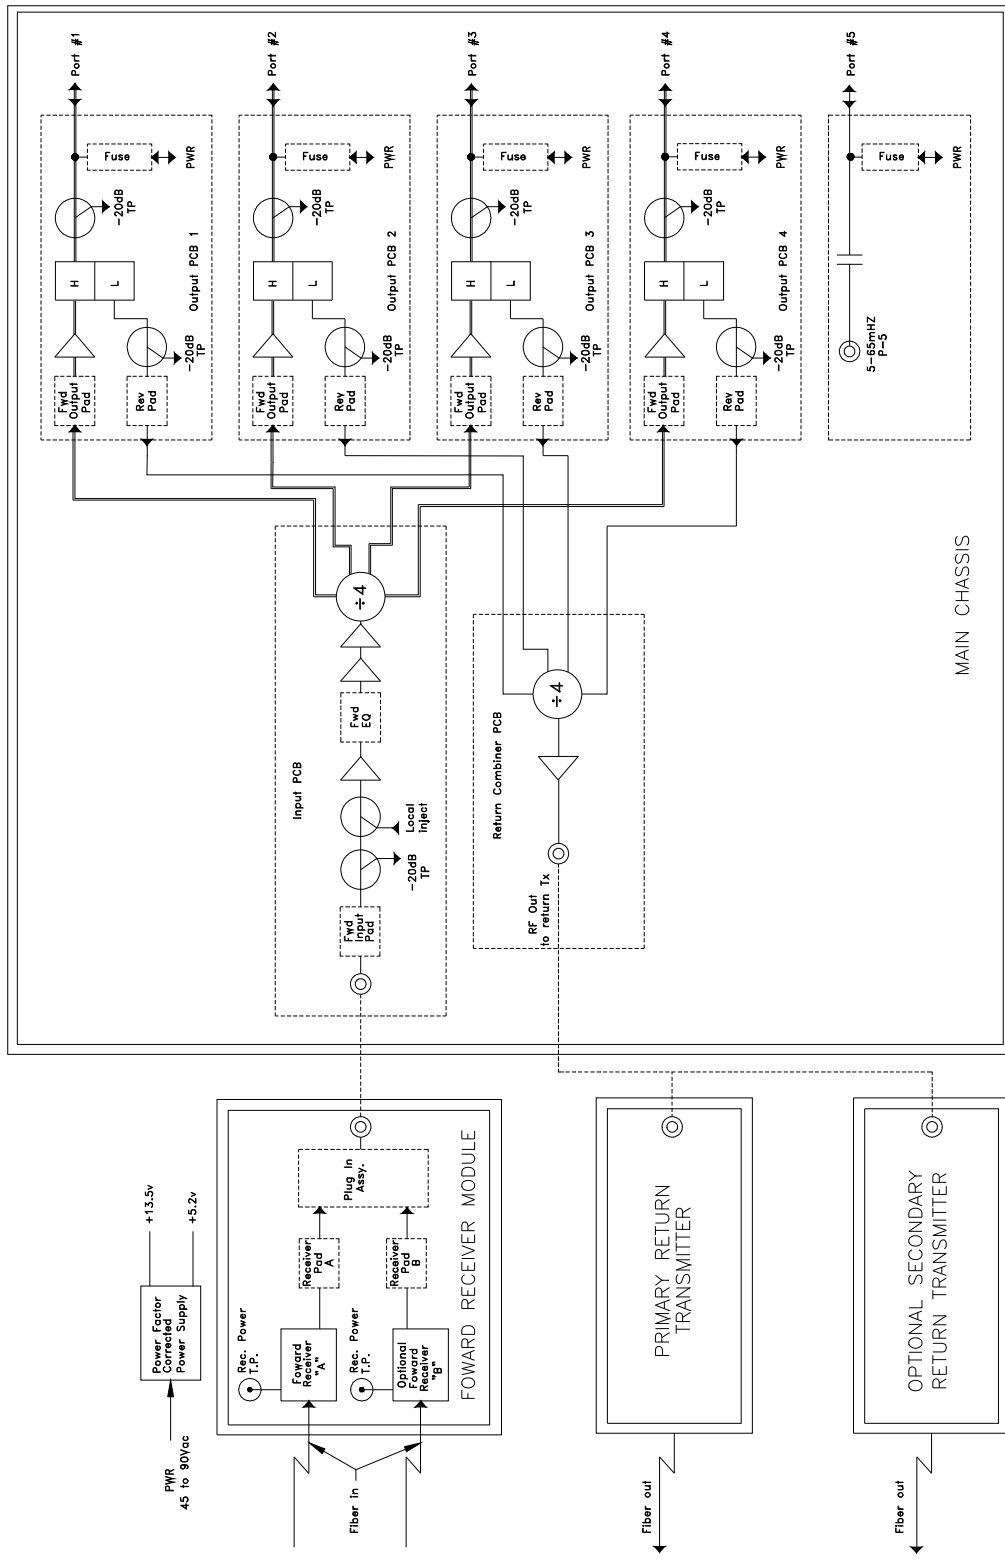 PWR
45 to 90Vac
Power Factor
Corrected
Power Supply
+13.5v
+5.2v
Fiber in
Rec. Power
T.P.
Foward
Receiver
"A"
Receiver
Pad
A
Rec. Power
T.P.
Optional
Foward
Receiver
"B"
Receiver
Pad
B
Plug In
Assy.
FOWARD RECEIVER MODULE
Fiber out
PRIMARY RETURN
TRANSMITTER
Fiber out
OPTIONAL SECONDARY
RETURN TRANSMITTER
Input PCB
Fwd
Input
Pad
-20dB
TP
Local
Inject
Fwd
EQ
÷4
Return Combiner PCB
RF Out
to return Tx
÷4
MAIN CHASSIS
Fwd
Output
Pad
Rev
Pad
-20dB
TP
H
L
-20dB
TP
Output PCB 1
Fuse
PWR
Port #1
Fwd
Output
Pad
Rev
Pad
-20dB
TP
H
L
-20dB
TP
Output PCB 2
Fuse
PWR
Port #2
Fwd
Output
Pad
Rev
Pad
-20dB
TP
H
L
-20dB
TP
Output PCB 3
Fuse
PWR
Port #3
Fwd
Output
Pad
Rev
Pad
-20dB
TP
H
L
-20dB
TP
Output PCB 4
Fuse
PWR
Port #4
5-65mHZ
P-5
Fuse
PWR
Port #5